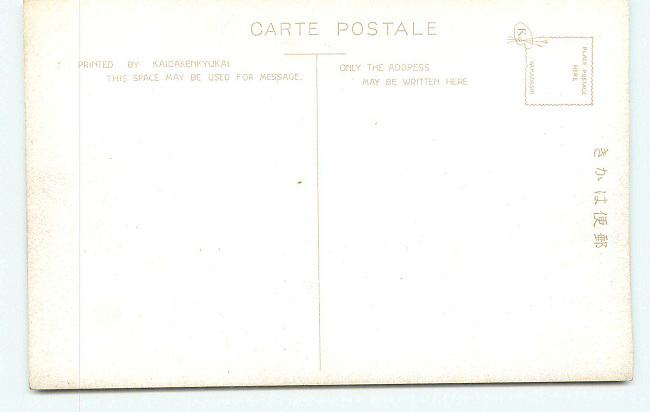 CARTE POSTALE
PRINTED BY KAIGAKENKYUKAI
THIS SPACE MAY BE USED FOR MESSAGE.
ONLY THE ADDRESS
MAY BE WRITTEN HERE
PLACE POSTAGE
HERE
郵便はかき